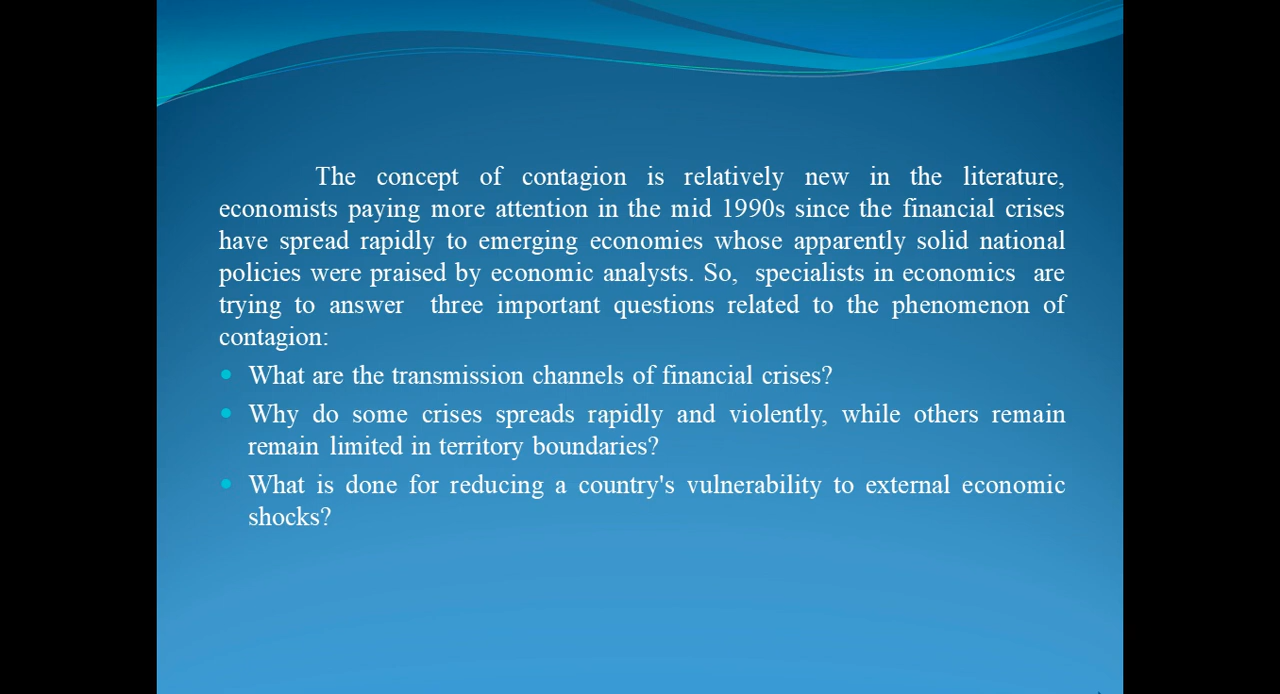 The concept of contagion is relatively new in the literature,
economists paying more attention in the mid 1990s since the financial crises
have spread rapidly to emerging economies whose apparently solid national
policies were praised by economic analysts. So, specialists in economics are
trying to answer three important questions related to the phenomenon of
contagion:
• What are the transmission channels of financial crises?
• Why do some crises spreads rapidly and violently, while others remain
remain limited in territory boundaries?
• What is done for reducing a country's vulnerability to external economic
shocks?